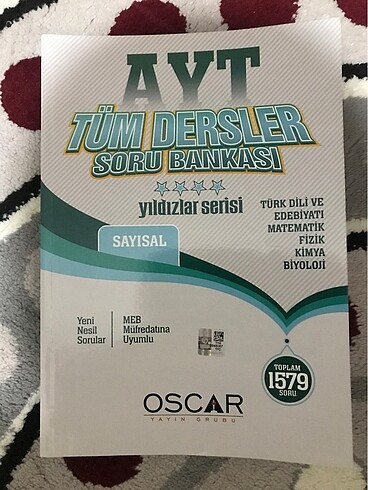 AYT
TÜM DERSLER
SORU BANKASI
yıldızlar serisi
SAYISAL
TÜRK DİLİ VE
EDEBİYATI
MATEMATİK
FİZİK
KİMYA
BİYOLOJİ
Yeni
Nesil
Sorular
MEB
Müfredatına
Uyumlu
TOPLAM
1579
SORU
OSCAR
YAYIN GRUBU